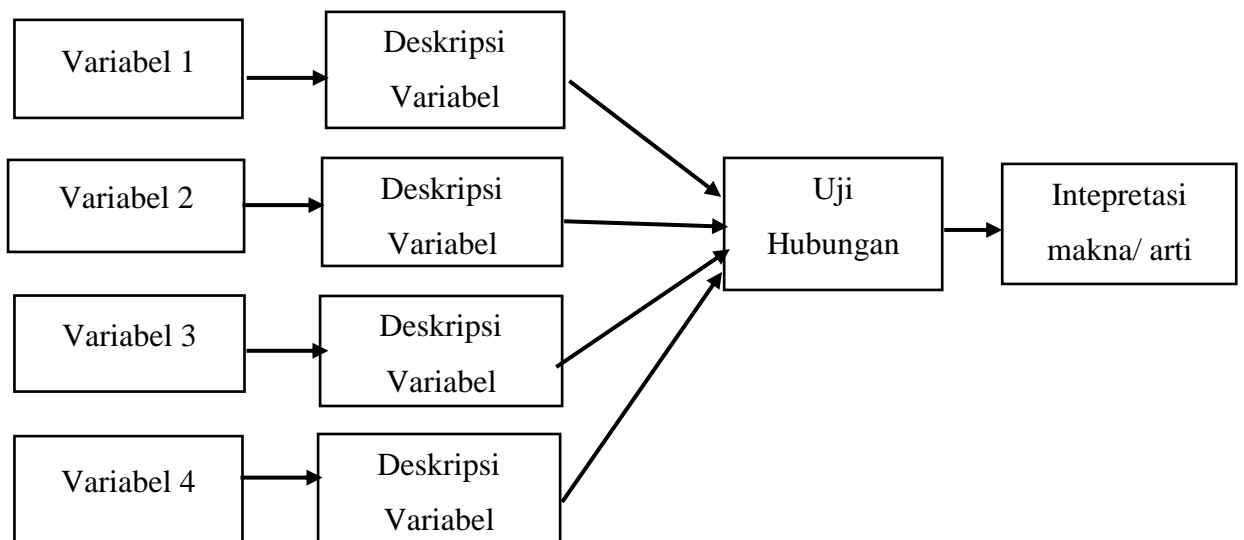 Variabel 1
Deskripsi
Variabel
Variabel 2
Deskripsi
Variabel
Variabel 3
Deskripsi
Variabel
Variabel 4
Deskripsi
Variabel
Uji
Hubungan
Intepretasi
makna/ arti